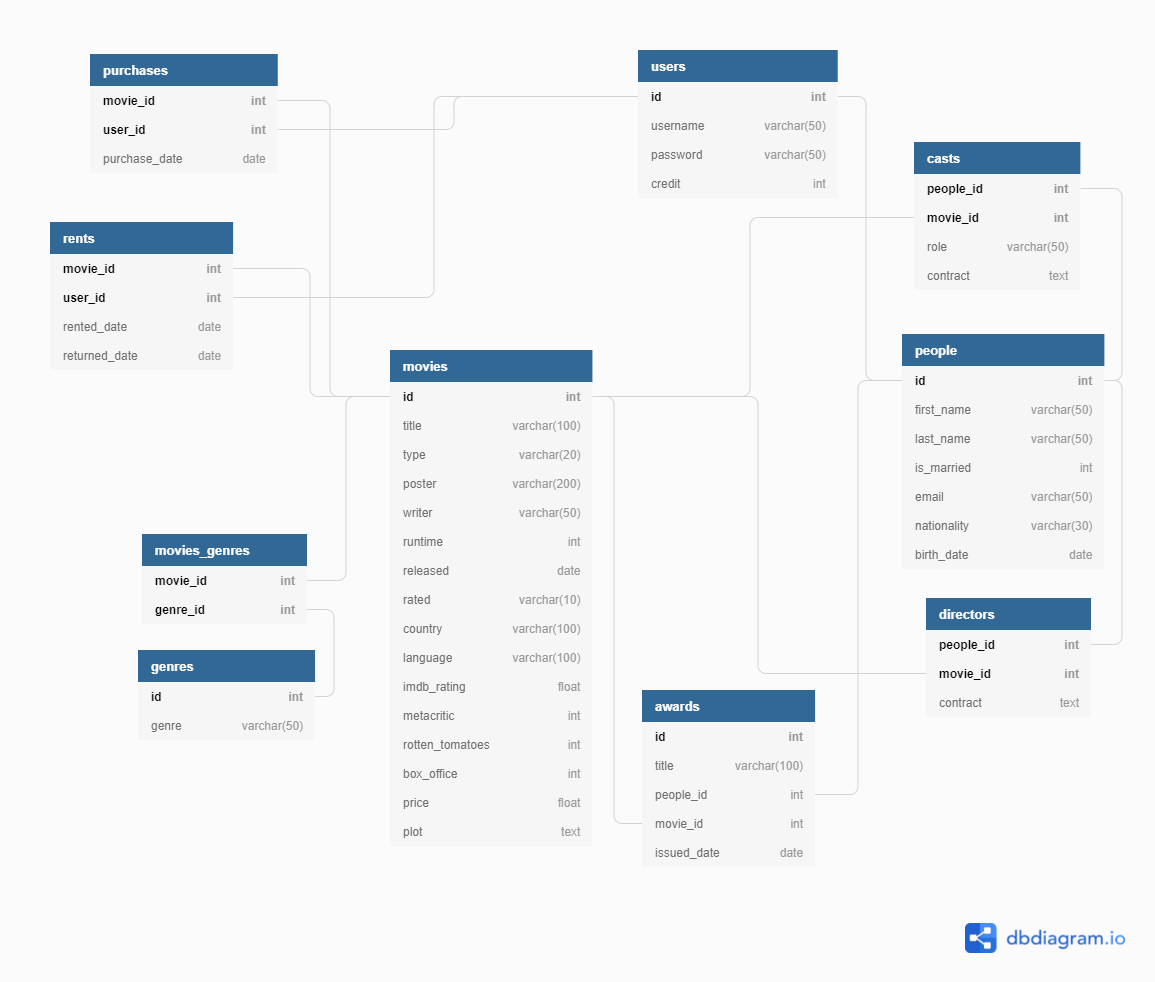 purchases
movie_id int
user_id int
purchase_date date
users
id int
username varchar(50)
password varchar(50)
credit int
casts
people_id int
movie_id int
role varchar(50)
contract text
rents
movie_id int
user_id int
rented_date date
returned_date date
movies
id int
title varchar(100)
type varchar(20)
poster varchar(200)
writer varchar(50)
runtime int
released date
rated varchar(10)
country varchar(100)
language varchar(100)
imdb_rating float
metacritic int
rotten_tomatoes int
box_office int
price float
plot text
people
id int
first_name varchar(50)
last_name varchar(50)
is_married int
email varchar(50)
nationality varchar(30)
birth_date date
movies_genres
movie_id int
genre_id int
genres
id int
genre varchar(50)
directors
people_id int
movie_id int
contract text
awards
id int
title varchar(100)
people_id int
movie_id int
issued_date date
dbdiagram.io